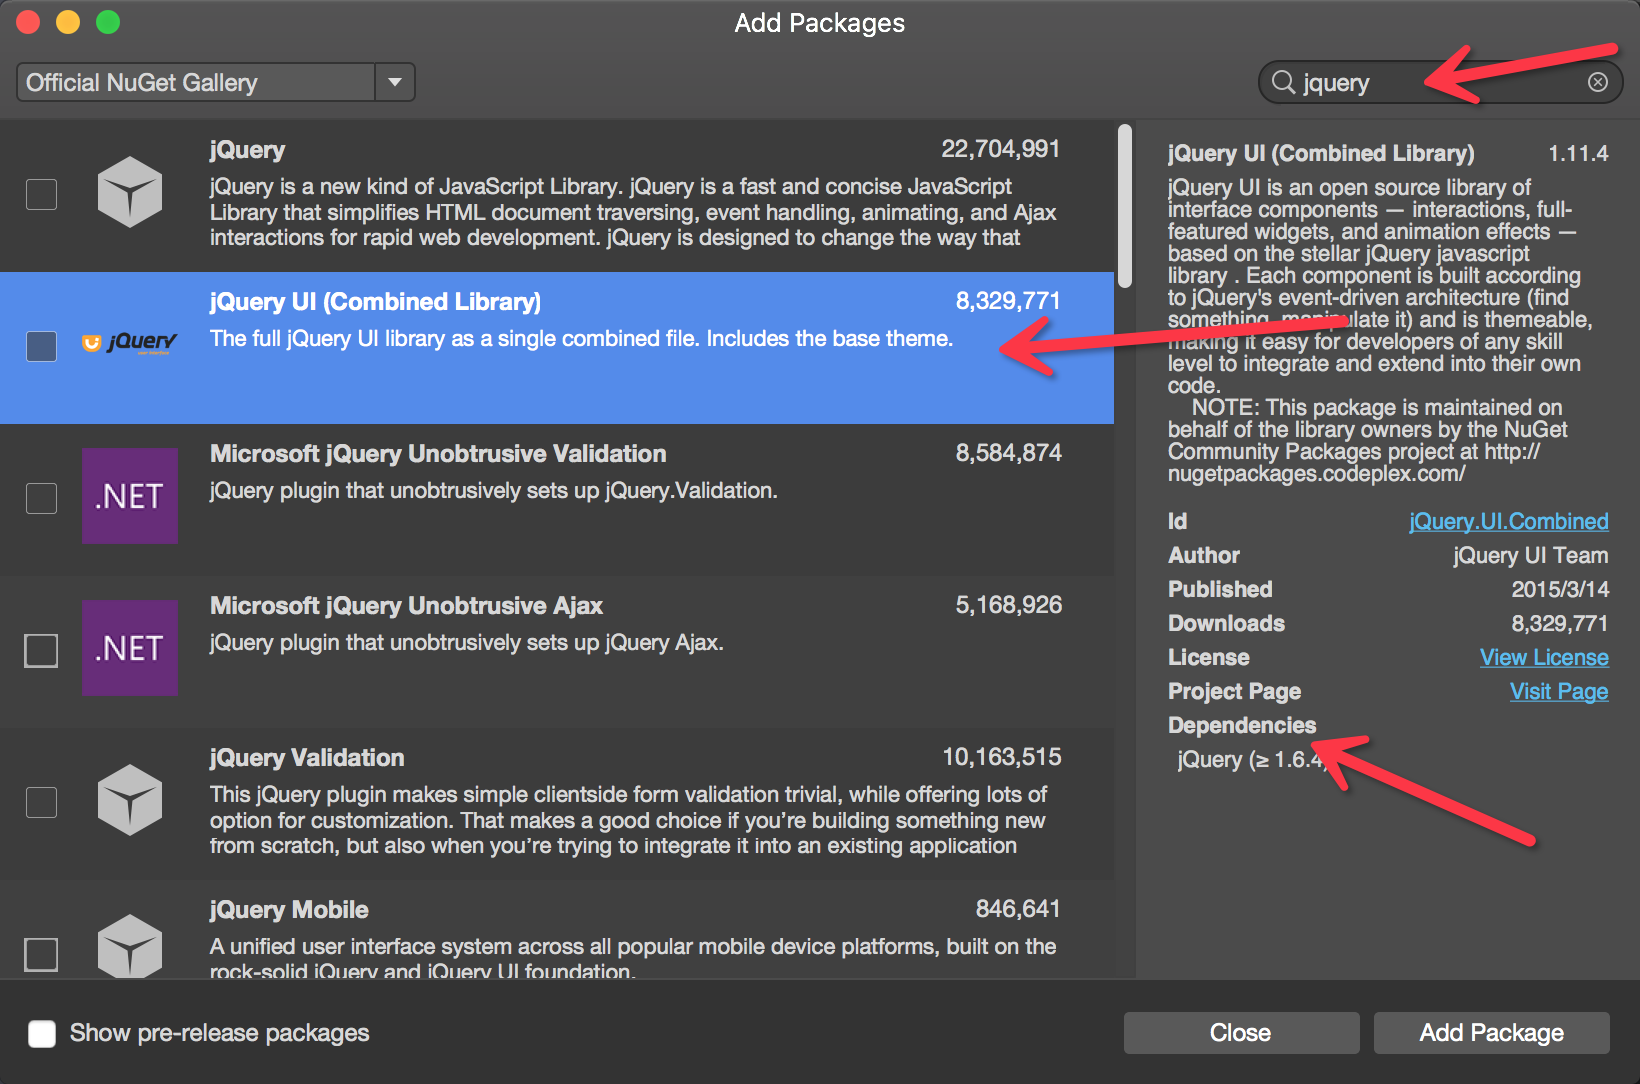 Add Packages
Official NuGet Gallery
jquery
jQuery
22,704,991
jQuery is a new kind of JavaScript Library. jQuery is a fast and concise JavaScript
Library that simplifies HTML document traversing, event handling, animating, and Ajax
interactions for rapid web development. jQuery is designed to change the way that
jQuery UI (Combined Library)
8,329,771
The full jQuery UI library as a single combined file. Includes the base theme.
jQuery
user interface
Microsoft jQuery Unobtrusive Validation
8,584,874
jQuery plugin that unobtrusively sets up jQuery.Validation.
.NET
Microsoft jQuery Unobtrusive Ajax
5,168,926
jQuery plugin that unobtrusively sets up jQuery Ajax.
.NET
jQuery Validation
10,163,515
This jQuery plugin makes simple clientside form validation trivial, while offering lots of
option for customization. That makes a good choice if you’re building something new
from scratch, but also when you’re trying to integrate it into an existing application
jQuery Mobile
846,641
A unified user interface system across all popular mobile device platforms, built on the
rock-solid jQuery and jQuery UI foundation.
jQuery UI (Combined Library)
1.11.4
jQuery UI is an open source library of
interface components — interactions, full-
featured widgets, and animation effects —
based on the stellar jQuery javascript
library . Each component is built according
to jQuery's event-driven architecture (find
something, manipulate it) and is themeable,
making it easy for developers of any skill
level to integrate and extend into their own
code.
NOTE: This package is maintained on
behalf of the library owners by the NuGet
Community Packages project at http://
nugetpackages.codeplex.com/
Id
jQuery.UI.Combined
Author
jQuery UI Team
Published
2015/3/14
Downloads
8,329,771
License
View License
Project Page
Visit Page
Dependencies
jQuery (≥ 1.6.4)
Show pre-release packages
Close
Add Package